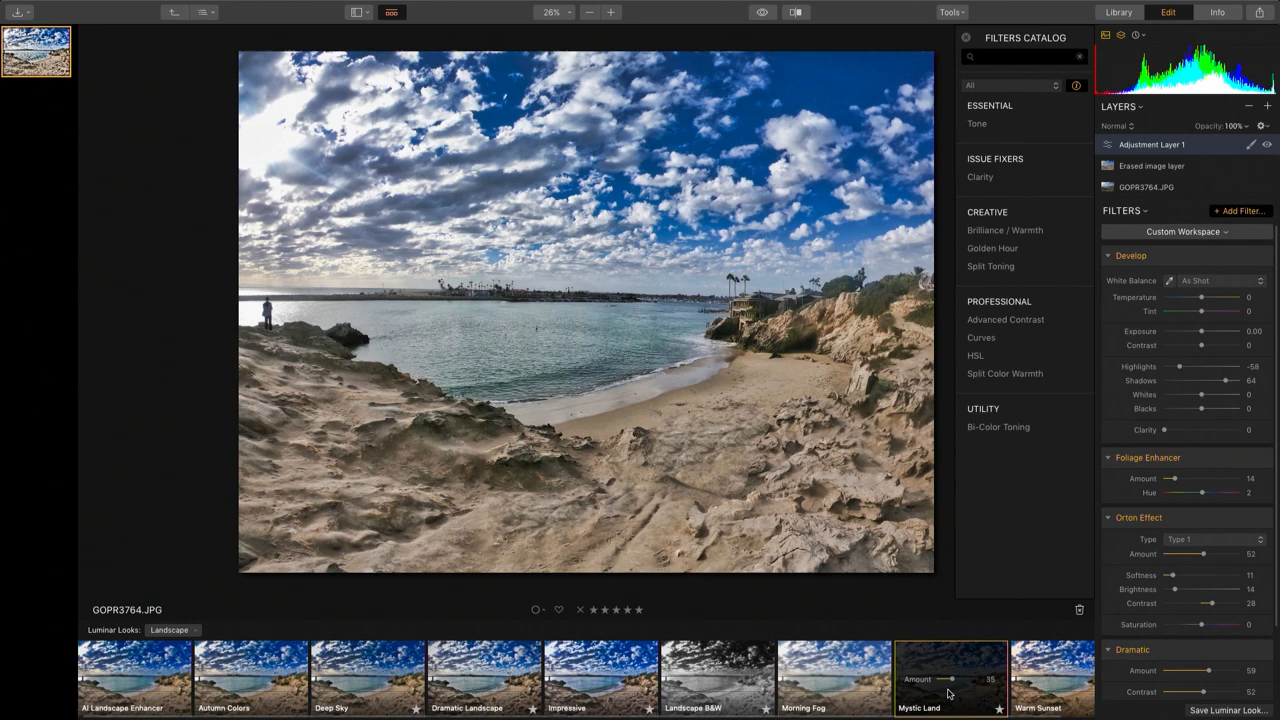 26%
Tools
Library
Edit
Info
FILTERS CATALOG
All
ESSENTIAL
Tone
ISSUE FIXERS
Clarity
CREATIVE
Brilliance / Warmth
Golden Hour
Split Toning
PROFESSIONAL
Advanced Contrast
Curves
HSL
Split Color Warmth
UTILITY
Bi-Color Toning
LAYERS
Normal Opacity: 100%
Adjustment Layer 1
Erased image layer
GOPR3764.JPG
FILTERS + Add Filter...
Custom Workspace
Develop
White Balance As Shot
Temperature 0
Tint 0
Exposure 0.00
Contrast 0
Highlights -58
Shadows 64
Whites 0
Blacks 0
Clarity 0
Foliage Enhancer
Amount 14
Hue 2
Orton Effect
Type Type 1
Amount 52
Softness 11
Brightness 14
Contrast 28
Saturation 0
Dramatic
Amount 59
Contrast 52
Save Luminar Look...
GOPR3764.JPG
Luminar Looks: Landscape
Amount 35
AI Landscape Enhancer
Autumn Colors
Deep Sky
Dramatic Landscape
Impressive
Landscape B&W
Morning Fog
Mystic Land
Warm Sunset